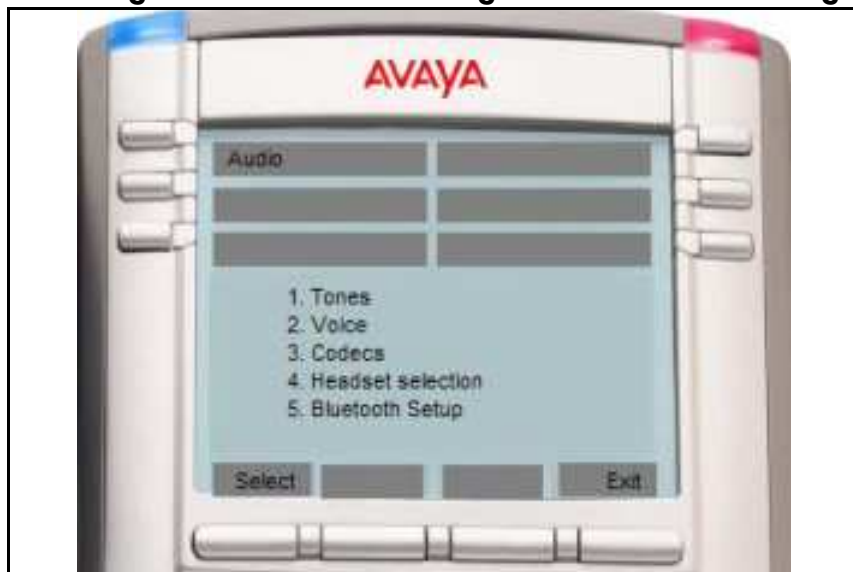 AVAYA
Audio
1. Tones
2. Voice
3. Codecs
4. Headset selection
5. Bluetooth Setup
Select Exit